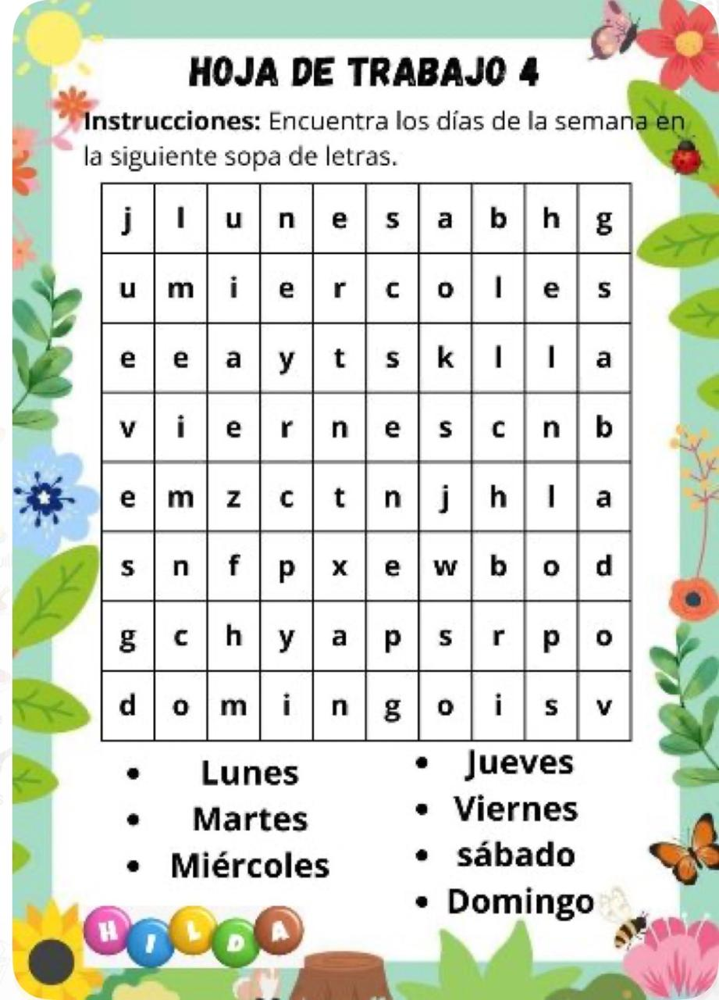 HOJA DE TRABAJO 4
Instrucciones: Encuentra los días de la semana en
la siguiente sopa de letras.
j l u n e s a b h g
u m i e r c o l e s
e e a y t s k l l a
v i e r n e s c n b
e m z c t n j h l a
s n f p x e w b o d
g c h y a p s r p o
d o m i n g o i s v
• Lunes
• Martes
• Miércoles
• Jueves
• Viernes
• sábado
• Domingo
HILDA